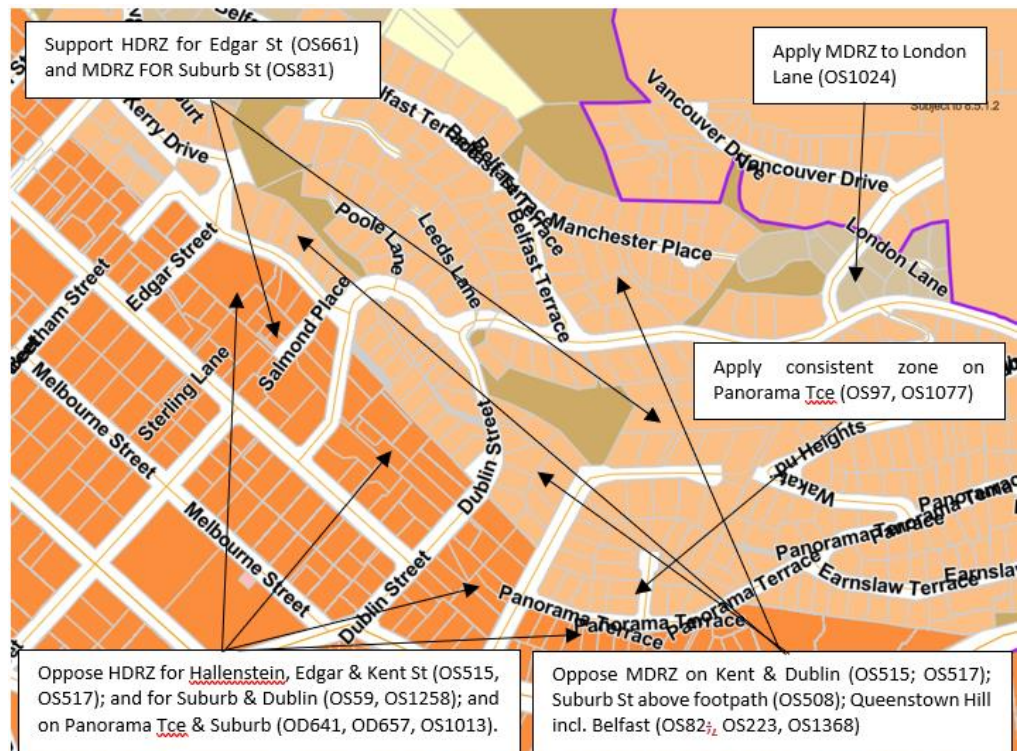 Support HDRZ for Edgar St (OS661)
and MDRZ FOR Suburb St (OS831)
Apply MDRZ to London
Lane (OS1024)
Subject to 8.5.1.2
Kerry Drive
Vancouver Drive
Vancouver Drive
Belfast Terrace
Belfast Terrace
Belfast Terrace
Manchester Place
London Lane
Poole Lane
Leeds Lane
Edgar Street
Salmond Place
Sterling Lane
Melbourne Street
Melbourne Street
Dublin Street
Dublin Street
Apply consistent zone on
Panorama Tce (OS97, OS1077)
Panorama Terrace
Panorama Terrace
Panorama Terrace
Earnslaw Terrace
Earnslaw
Oppose HDRZ for Hallenstein, Edgar & Kent St (OS515,
OS517); and for Suburb & Dublin (OS59, OS1258); and
on Panorama Tce & Suburb (OD641, OD657, OS1013).
Oppose MDRZ on Kent & Dublin (OS515; OS517);
Suburb St above footpath (OS508); Queenstown Hill
incl. Belfast (OS82;, OS223, OS1368)